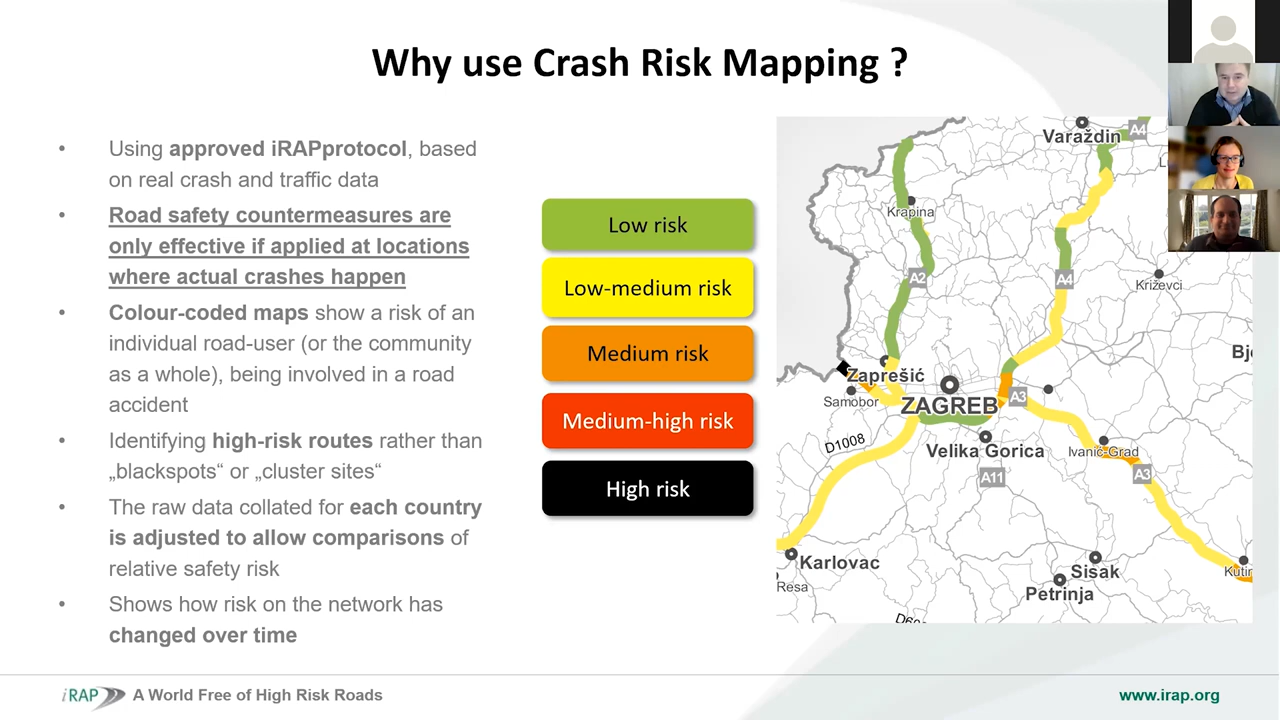 Why use Crash Risk Mapping ?
• Using approved iRAPprotocol, based
on real crash and traffic data
• Road safety countermeasures are
only effective if applied at locations
where actual crashes happen
• Colour-coded maps show a risk of an
individual road-user (or the community
as a whole), being involved in a road
accident
• Identifying high-risk routes rather than
„blackspots“ or „cluster sites“
• The raw data collated for each country
is adjusted to allow comparisons of
relative safety risk
• Shows how risk on the network has
changed over time
Low risk
Low-medium risk
Medium risk
Medium-high risk
High risk
Varaždin
A4
Krapina
A2
A4
Križevci
Bj
Zaprešić
Samobor
ZAGREB
A3
D1008
Velika Gorica
Ivanić-Grad
A11
A3
Karlovac
Resa
Sisak
Petrinja
Kutin
iRAP
A World Free of High Risk Roads
www.irap.org